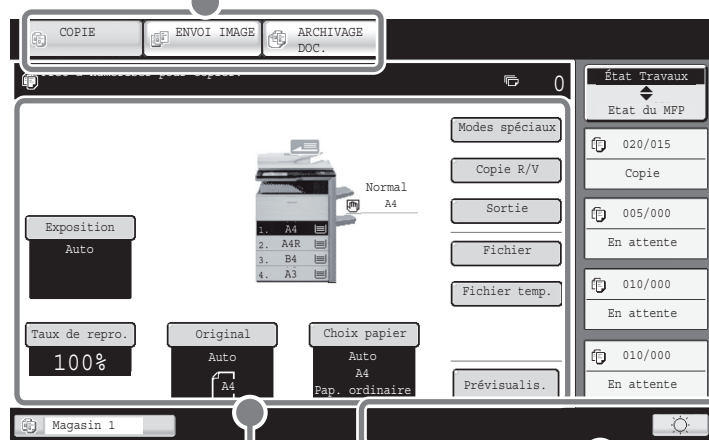 COPIE
ENVOI IMAGE
ARCHIVAGE
DOC.
0
État Travaux
Etat du MFP
Modes spéciaux
020/015
Copie
Copie R/V
Normal
A4
Sortie
005/000
En attente
Exposition
Auto
1. A4
2. A4R
3. B4
4. A3
Fichier
Fichier temp.
010/000
En attente
Taux de repro.
100%
Original
Auto
A4
Choix papier
Auto
A4
Pap. ordinaire
Prévisualis.
010/000
En attente
Magasin 1